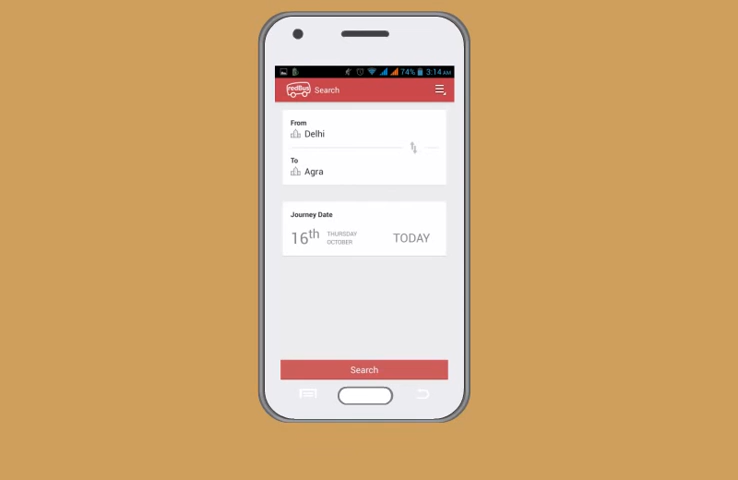 74% 3:14 AM
redBus Search
From
Delhi
To
Agra
Journey Date
16th THURSDAY OCTOBER TODAY
Search